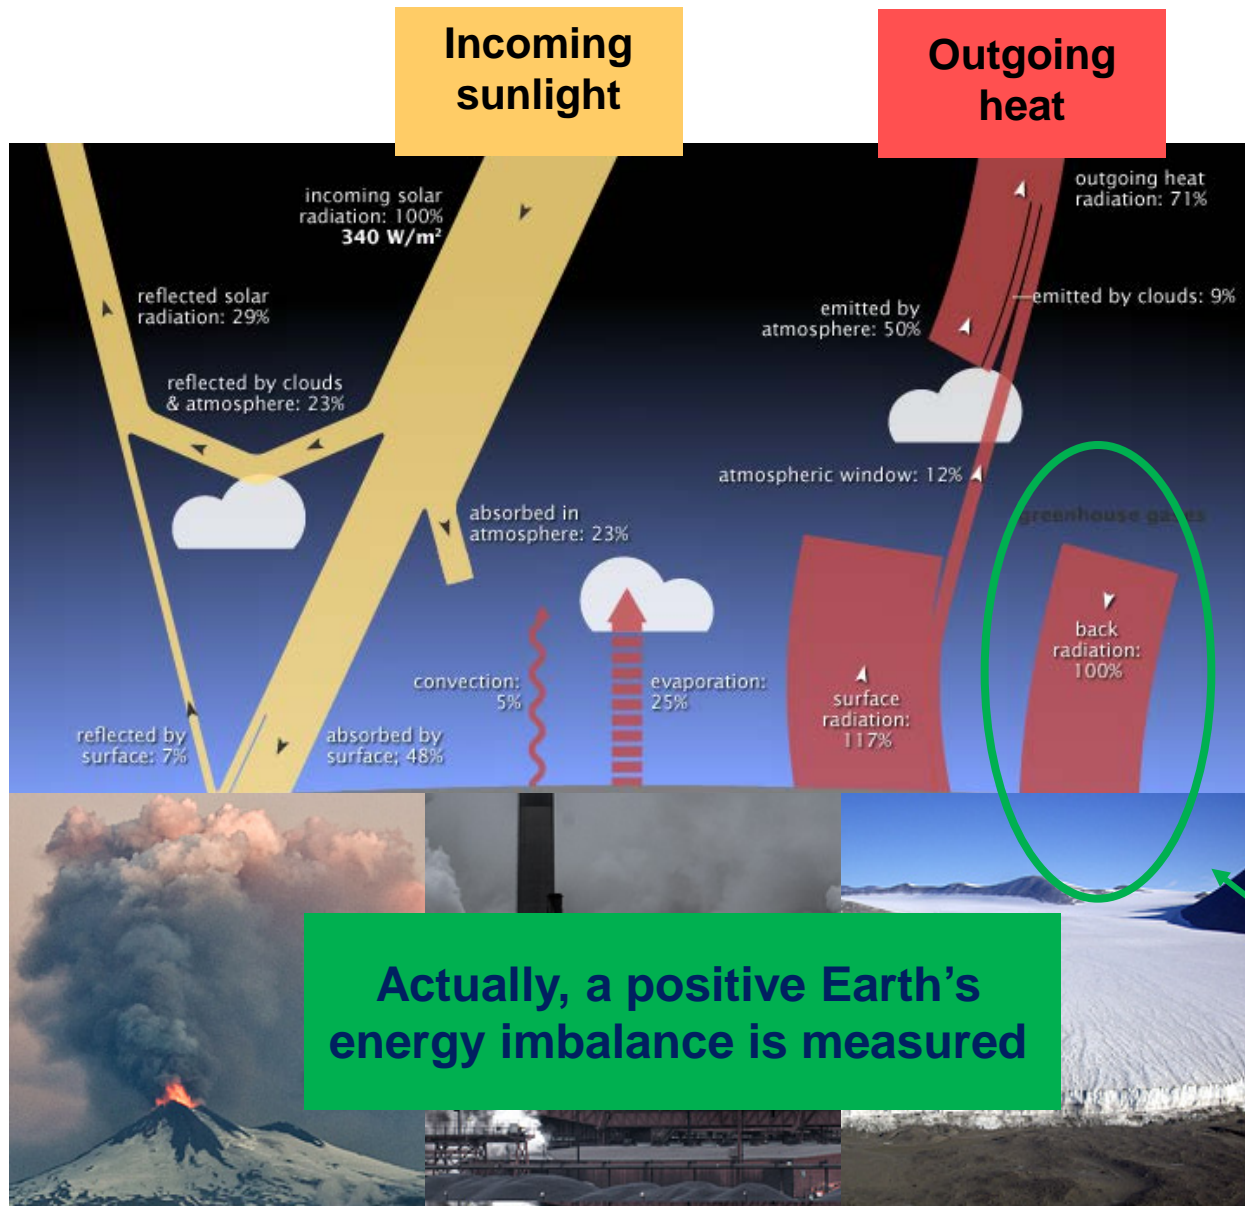 Incoming
sunlight
Outgoing
heat
incoming solar
radiation: 100%
340 W/m²
outgoing heat
radiation: 71%
reflected solar
radiation: 29%
emitted by clouds: 9%
emitted by
atmosphere: 50%
reflected by clouds
& atmosphere: 23%
atmospheric window: 12%
absorbed in
atmosphere: 23%
greenhouse gases
back
radiation:
100%
convection:
5%
evaporation:
25%
surface
radiation:
117%
reflected by
surface: 7%
absorbed by
surface; 48%
Actually, a positive Earth’s
energy imbalance is measured